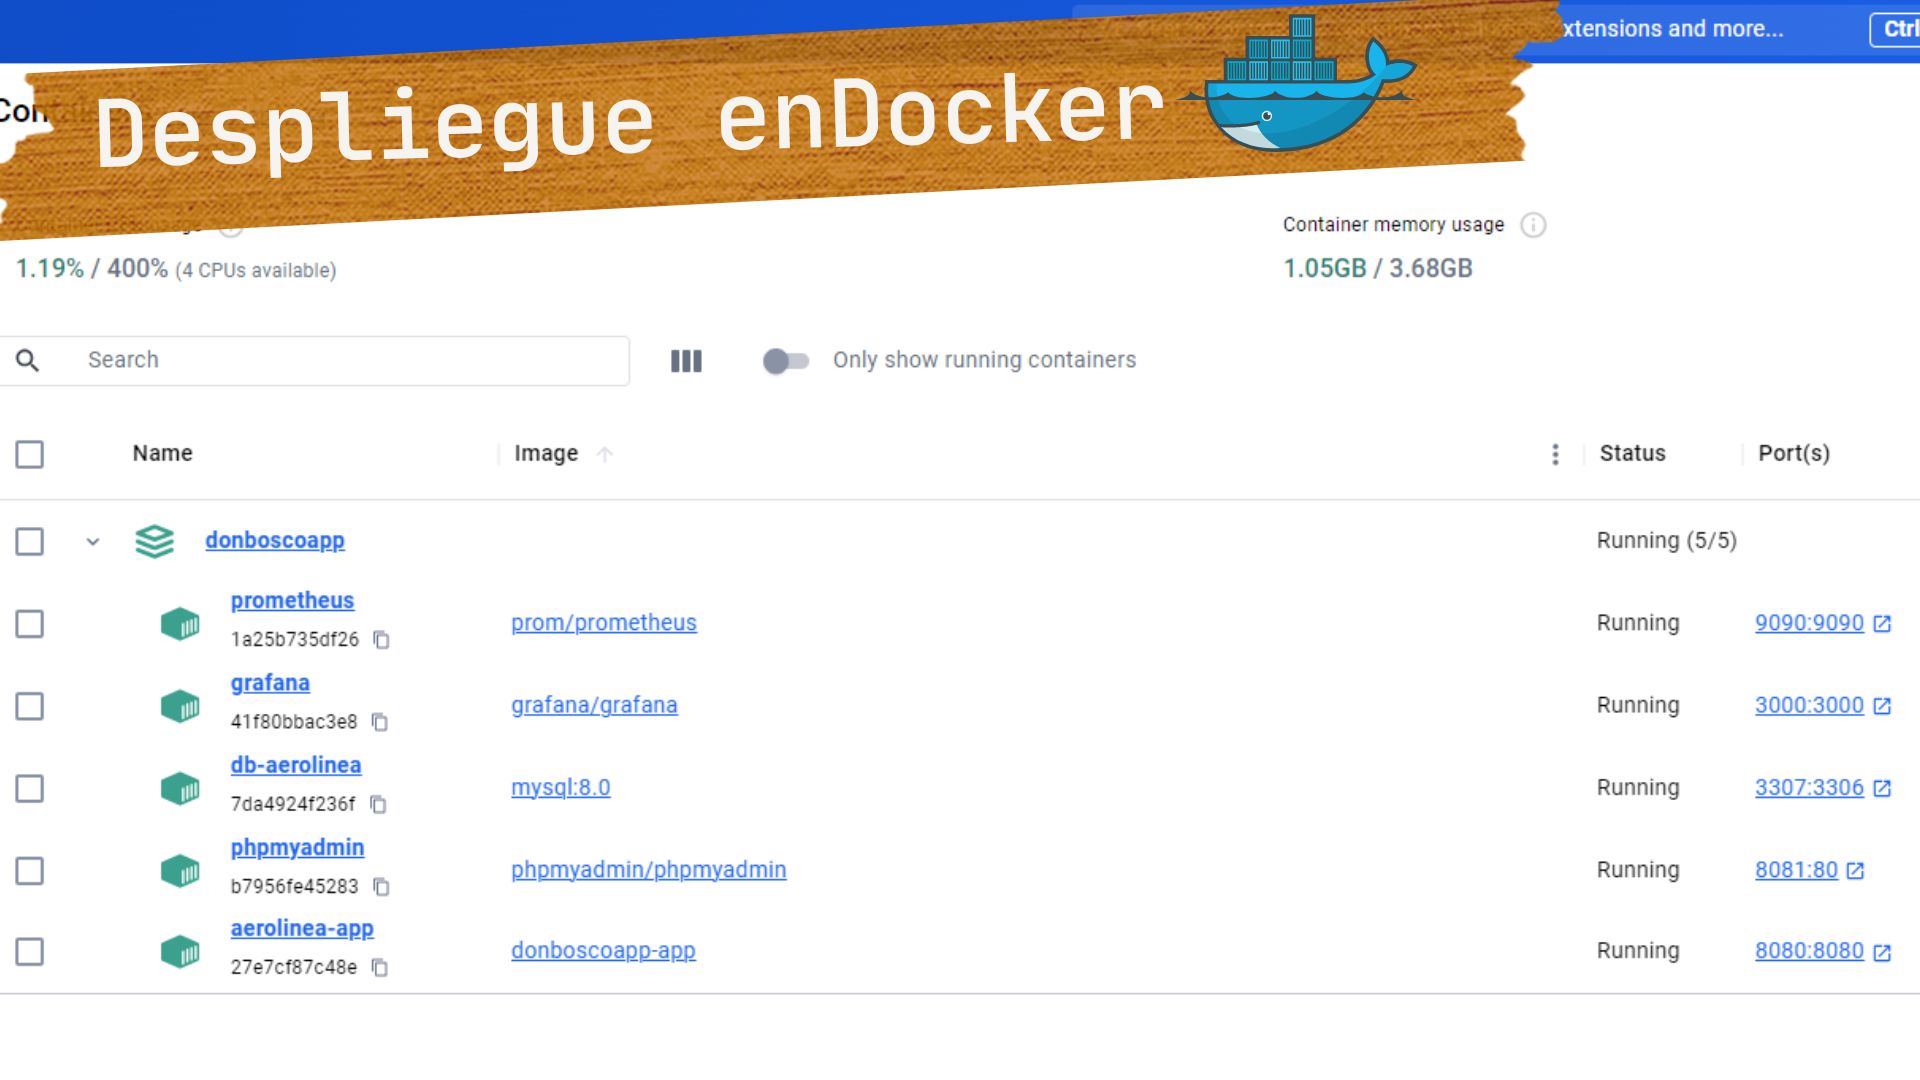 xtensions and more...
Ctrl
Con
Despliegue enDocker
Container memory usage
1.19% / 400% (4 CPUs available)
1.05GB / 3.68GB
Search
Only show running containers
Name
Image
Status
Port(s)
donboscoapp
Running (5/5)
prometheus
1a25b735df26
prom/prometheus
Running
9090:9090
grafana
41f80bbac3e8
grafana/grafana
Running
3000:3000
db-aerolinea
7da4924f236f
mysql:8.0
Running
3307:3306
phpmyadmin
b7956fe45283
phpmyadmin/phpmyadmin
Running
8081:80
aerolinea-app
27e7cf87c48e
donboscoapp-app
Running
8080:8080